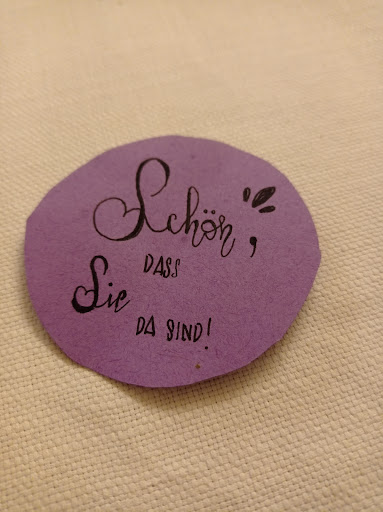 Schön,
DASS
Sie
DA SIND!